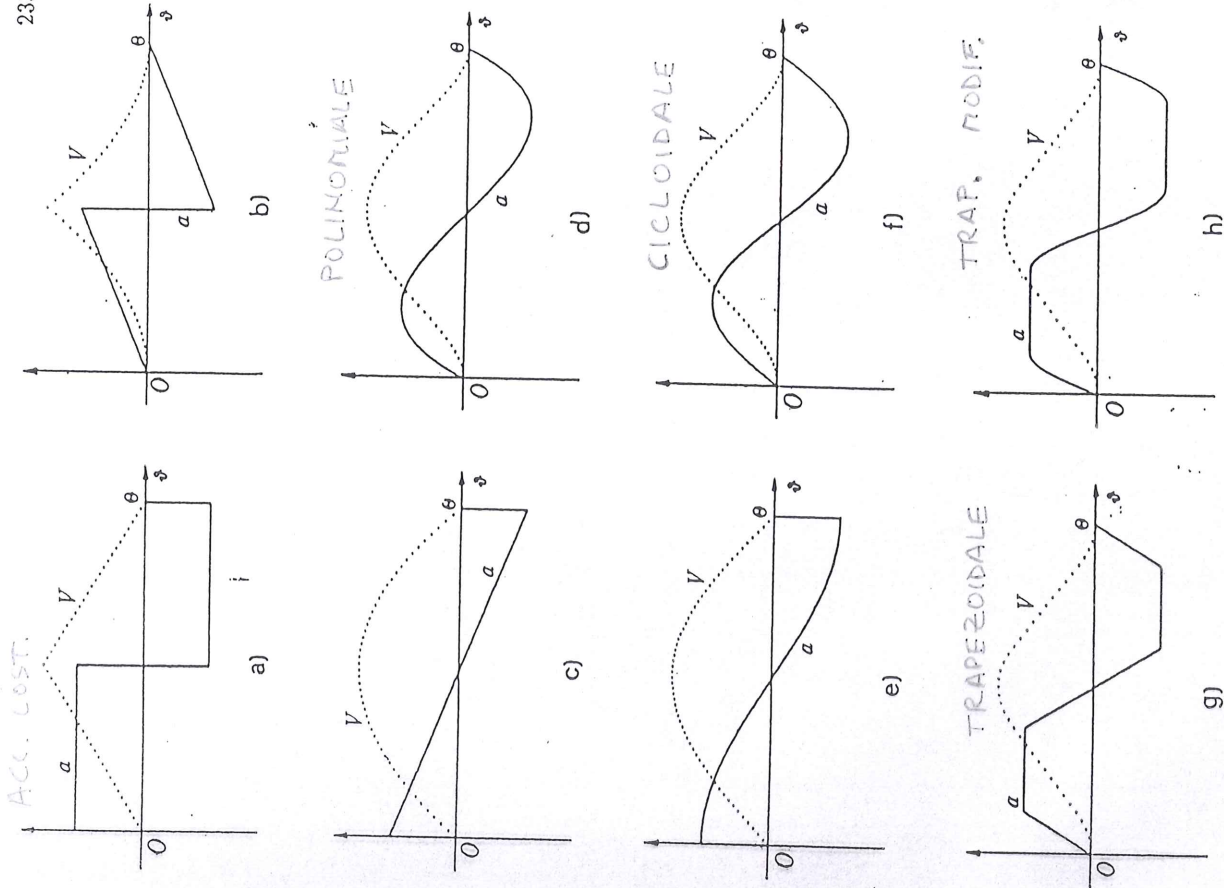 23.
ACC. COST.
a
V
θ
ϑ
O
a)
V
θ
ϑ
O
a
b)
V
θ
ϑ
a
O
c)
POLINOMIALE
V
θ
ϑ
O
a
d)
V
θ
ϑ
O
a
e)
CICLOIDALE
V
θ
ϑ
O
a
f)
TRAPEZOIDALE
a
V
θ
ϑ
O
g)
TRAP. MODIF.
a
V
θ
ϑ
O
h)